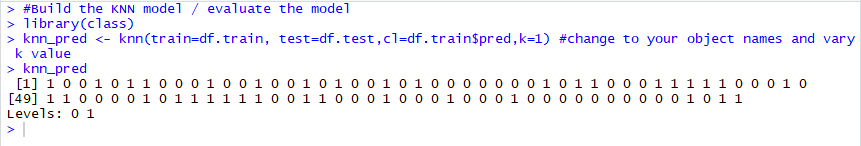 > #Build the KNN model / evaluate the model
> library(class)
> knn_pred <- knn(train=df.train, test=df.test,cl=df.train$pred,k=1) #change to your object names and vary
 k value
> knn_pred
 [1] 1 0 0 1 0 1 1 0 0 0 1 0 0 1 0 0 1 0 1 0 0 1 0 1 0 0 0 0 0 0 0 1 0 1 1 0 0 0 1 1 1 1 1 0 0 0 1 0
[49] 1 1 0 0 0 0 1 0 1 1 1 1 1 1 0 0 1 1 0 0 0 1 0 0 0 1 0 0 0 1 0 0 0 0 0 0 0 0 0 0 1 0 1 1
Levels: 0 1
>